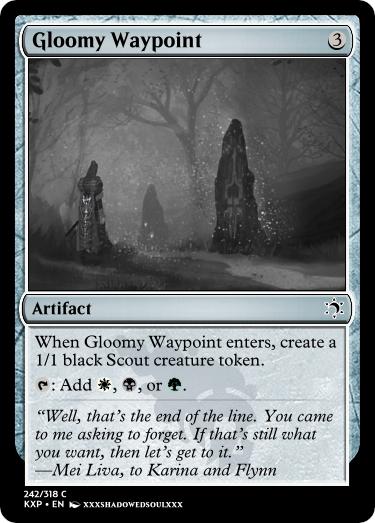 Gloomy Waypoint 3
Artifact
When Gloomy Waypoint enters, create a
1/1 black Scout creature token.
: Add , , or .
“Well, that’s the end of the line. You came
to me asking to forget. If that’s still what
you want, then let’s get to it.”
—Mei Liva, to Karina and Flynn
242/318 C
KXP • EN XXXSHADOWEDSOULXXX